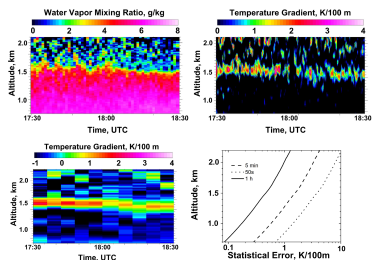 Water Vapor Mixing Ratio, g/kg
0 2 4 6 8
Altitude, km
2.0
1.5
1.0
17:30 18:00 18:30
Time, UTC
Temperature Gradient, K/100 m
0 1 2 3 4
Altitude, km
2.0
1.5
1.0
17:30 18:00 18:30
Time, UTC
Temperature Gradient, K/100 m
-1 0 1 2 3 4
Altitude, km
2.0
1.5
1.0
17:30 18:00 18:30
Time, UTC
Altitude, km
2.0
1.5
1.0
5 min
50s
1 h
0.1 1 10
Statistical Error, K/100m